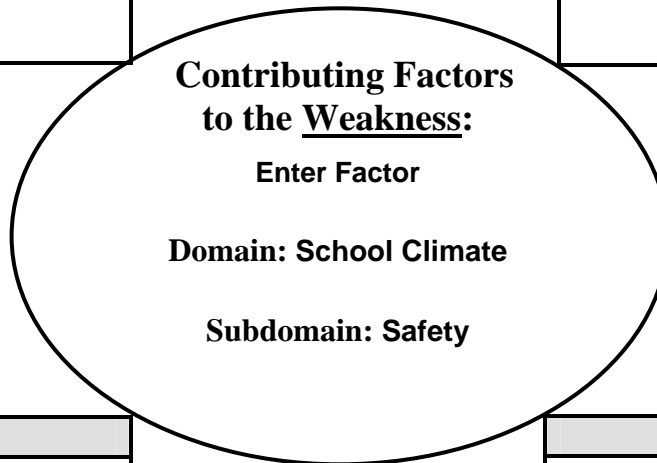 Contributing Factors
to the Weakness:
Enter Factor
Domain: School Climate
Subdomain: Safety